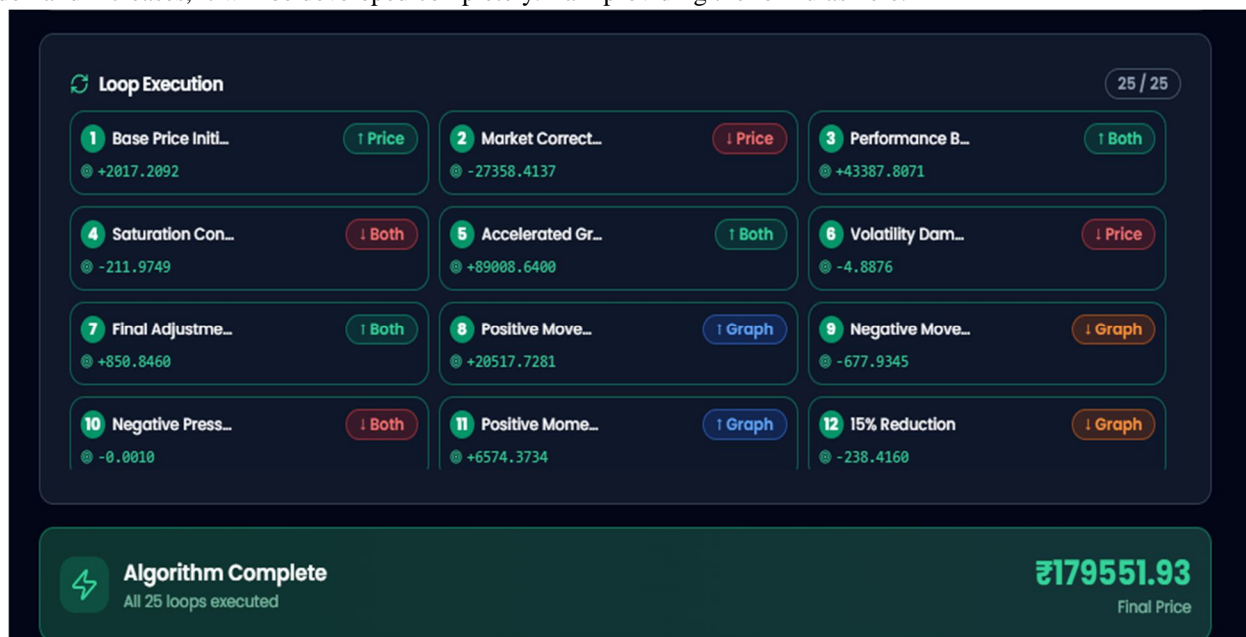 Loop Execution 25 / 25
1 Base Price Initi... ↑ Price 2 Market Correct... ↓ Price 3 Performance B... ↑ Both
+2017.2092 -27358.4137 +43387.8071
4 Saturation Con... ↓ Both 5 Accelerated Gr... ↑ Both 6 Volatility Dam... ↓ Price
-211.9749 +89008.6400 -4.8876
7 Final Adjustme... ↑ Both 8 Positive Move... ↑ Graph 9 Negative Move... ↓ Graph
+850.8460 +20517.7281 -677.9345
10 Negative Press... ↓ Both 11 Positive Mome... ↑ Graph 12 15% Reduction ↓ Graph
-0.0010 +6574.3734 -238.4160
Algorithm Complete ₹179551.93
All 25 loops executed Final Price